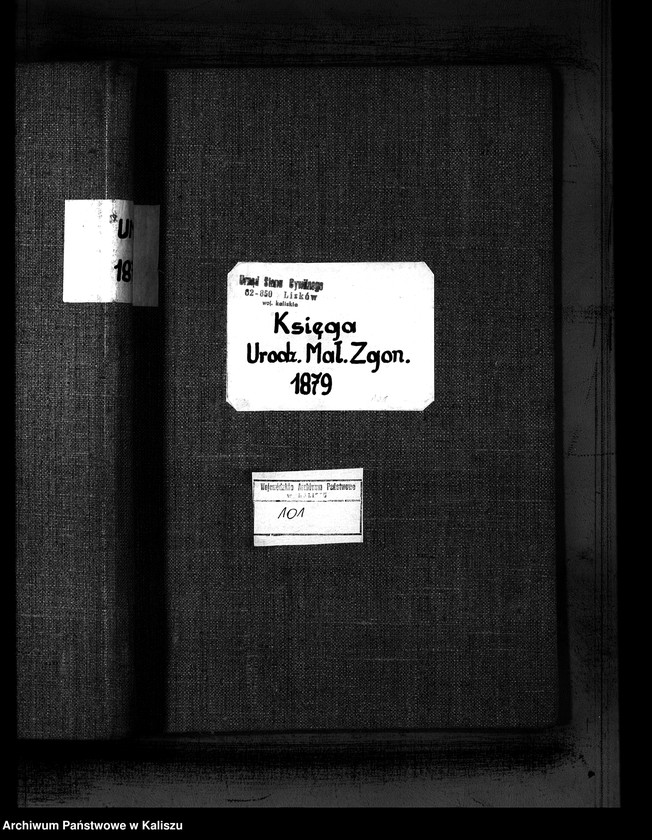 Urząd Stanu Cywilnego
62-850 Lisków
woj. kaliskie
Księga
Urodz. Mał. Zgon.
1879
Wojewódzkie Archiwum Państwowe
101
Archiwum Państwowe w Kaliszu